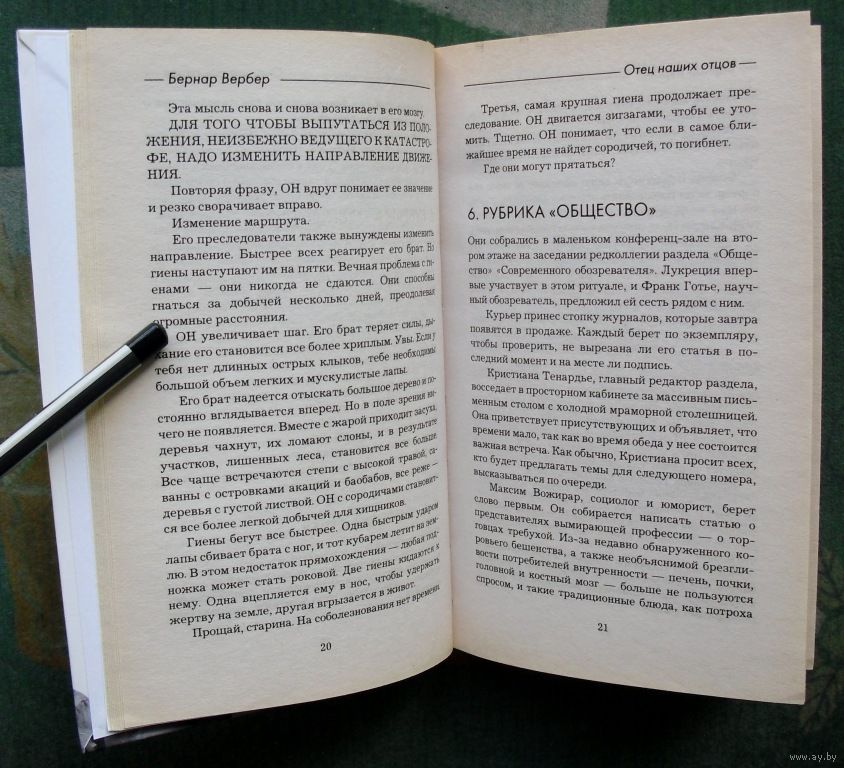 Бернар Вербер
Эта мысль снова и снова возникает в его мозгу.
ДЛЯ ТОГО ЧТОБЫ ВЫПУТАТЬСЯ ИЗ ПОЛО-
ЖЕНИЯ, НЕИЗБЕЖНО ВЕДУЩЕГО К КАТАСТРО-
ФЕ, НАДО ИЗМЕНИТЬ НАПРАВЛЕНИЕ ДВИЖЕ-
НИЯ.
Повторяя фразу, ОН вдруг понимает ее значение
и резко сворачивает вправо.
Изменение маршрута.
Его преследователи также вынуждены изменить
направление. Быстрее всех реагирует его брат. Но
гиены наступают им на пятки. Вечная проблема с ги-
енами — они никогда не сдаются. Они способны
гнаться за добычей несколько дней, преодолевая
огромные расстояния.
ОН увеличивает шаг. Его брат теряет силы, ды-
хание его становится все более хриплым. Увы. Если у
тебя нет длинных острых клыков, тебе необходимы
большой объем легких и мускулистые лапы.
Его брат надеется отыскать большое дерево и по-
стоянно вглядывается вперед. Но в поле зрения ни-
чего не появляется. Вместе с жарой приходит засуха,
деревья чахнут, их ломают слоны, и в результате
участков, лишенных леса, становится все больше.
Все чаще встречаются степи с высокой травой, са-
ванны с островками акаций и баобабов, все реже —
деревья с густой листвой. ОН с сородичами становит-
ся все более легкой добычей для хищников.
Гиены бегут все быстрее. Одна быстрым ударом
лапы сбивает брата с ног, и тот кубарем летит на зем-
лю. В этом недостаток прямохождения — любая под-
ножка может стать роковой. Две гиены кидаются к
нему. Одна вцепляется ему в нос, чтобы удержать
жертву на земле, другая вгрызается в живот.
Прощай, старина. На соболезнования нет времени.
20
Отец наших отцов
Третья, самая крупная гиена продолжает пре-
следование. ОН двигается зигзагами, чтобы ее уто-
мить. Тщетно. ОН понимает, что если в самое бли-
жайшее время не найдет сородичей, то погибнет.
Где они могут прятаться?
6. РУБРИКА «ОБЩЕСТВО»
Они собрались в маленьком конференц-зале на вто-
ром этаже на заседании редколлегии раздела «Обще-
ство» «Современного обозревателя». Лукреция впер-
вые участвует в этом ритуале, и Франк Готье, науч-
ный обозреватель, предложил ей сесть рядом с ним.
Курьер принес стопку журналов, которые завтра
появятся в продаже. Каждый берет по экземпляру,
чтобы проверить, не вырезана ли его статья в по-
следний момент и на месте ли подпись.
Кристиана Тенардье, главный редактор раздела,
восседает в просторном кабинете за массивным пись-
менным столом с холодной мраморной столешницей.
Она приветствует присутствующих и объявляет, что
времени мало, так как во время обеда у нее состоится
важная встреча. Как обычно, Кристиана просит всех,
кто будет предлагать темы для следующего номера,
высказываться по очереди.
Максим Вожирар, социолог и юморист, берет
слово первым. Он собирается написать статью о
представителях вымирающей профессии — о тор-
говцах требухой. Из-за недавно обнаруженного ко-
ровьего бешенства, а также необъяснимой брезгли-
вости потребителей внутренности — печень, почки,
головной и костный мозг — больше не пользуются
спросом, и такие традиционные блюда, как потроха
21
www.ay.by